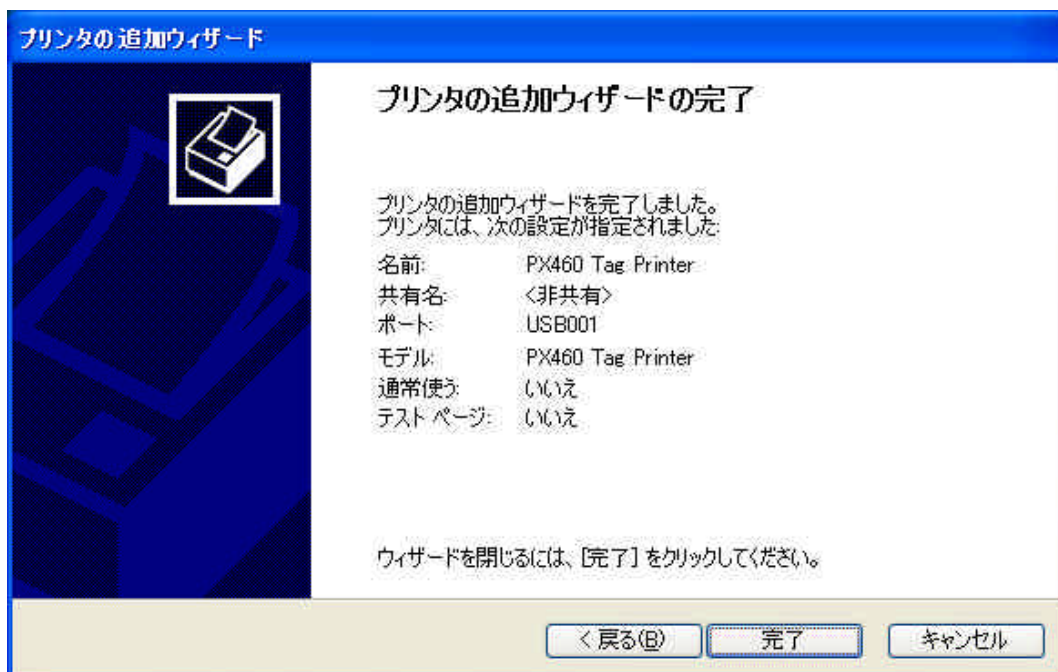 プリンタの追加ウィザード
プリンタの追加ウィザードの完了
プリンタの追加ウィザードを完了しました。
プリンタには、次の設定が指定されました:
名前: PX460 Tag Printer
共有名: <非共有>
ポート: USB001
モデル: PX460 Tag Printer
通常使う: いいえ
テスト ページ: いいえ
ウィザードを閉じるには、[完了] をクリックしてください。
< 戻る(B) 完了 キャンセル